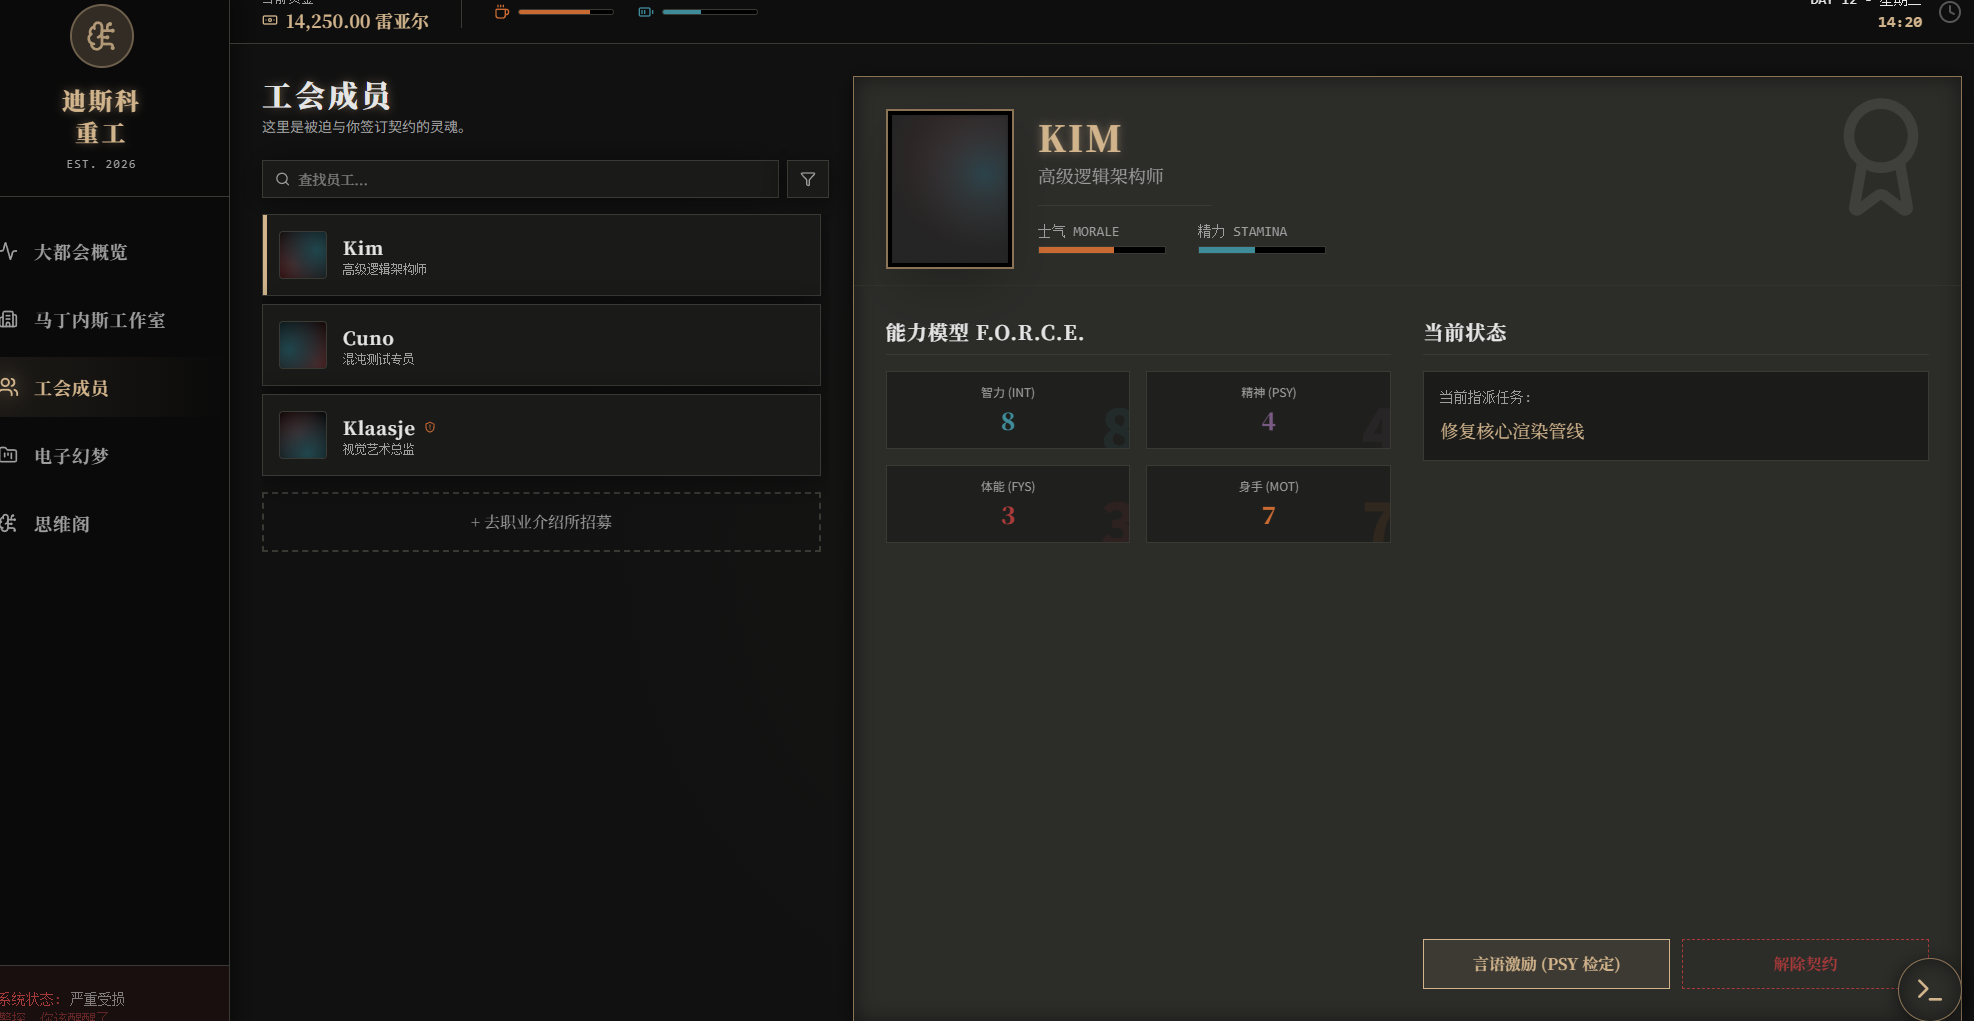 迪斯科
重工
EST. 2026
大都会概览
马丁内斯工作室
工会成员
电子幻梦
思维阁
系统状态: 严重受损
14,250.00 雷亚尔
14:20
工会成员
这里是被迫与你签订契约的灵魂。
查找员工...
Kim
高级逻辑架构师
Cuno
混沌测试专员
Klaasje
视觉艺术总监
+ 去职业介绍所招募
KIM
高级逻辑架构师
士气 MORALE
精力 STAMINA
能力模型 F.O.R.C.E.
智力 (INT)
8
8
精神 (PSY)
4
4
体能 (FYS)
3
3
身手 (MOT)
7
7
当前状态
当前指派任务:
修复核心渲染管线
言语激励 (PSY 检定)
解除契约